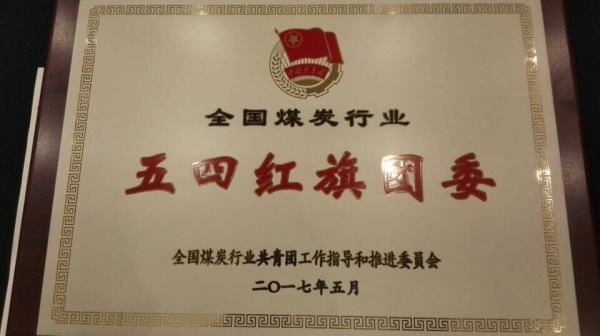 全国煤炭行业
五四红旗团委
全国煤炭行业共青团工作指导和推进委员会
二〇一七年五月